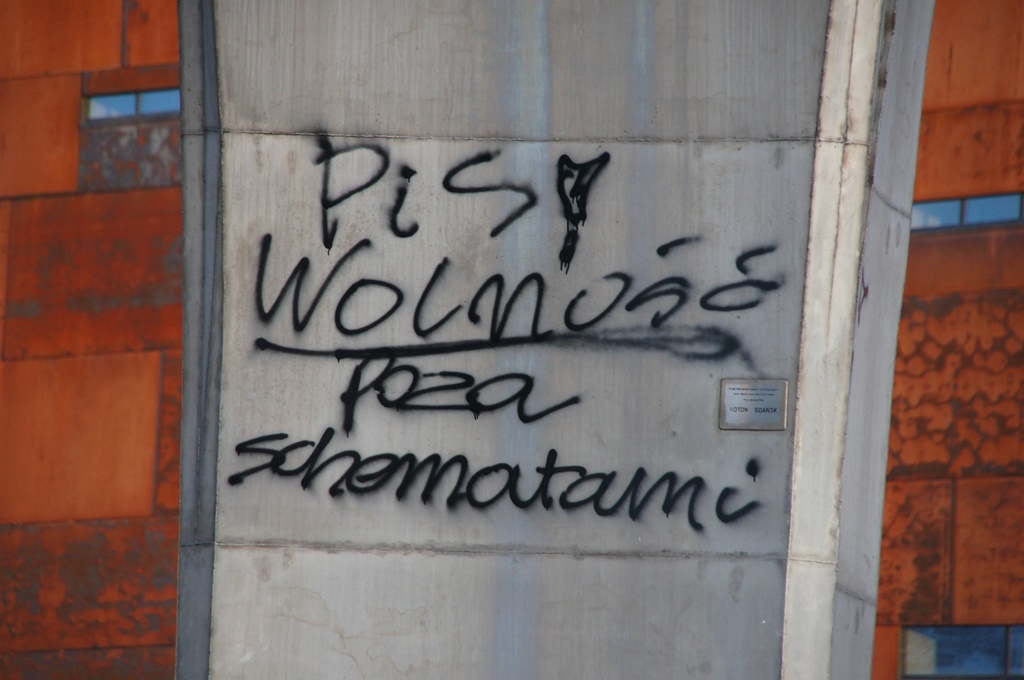 PiS!
WOLNOŚĆ
Poza
schematami